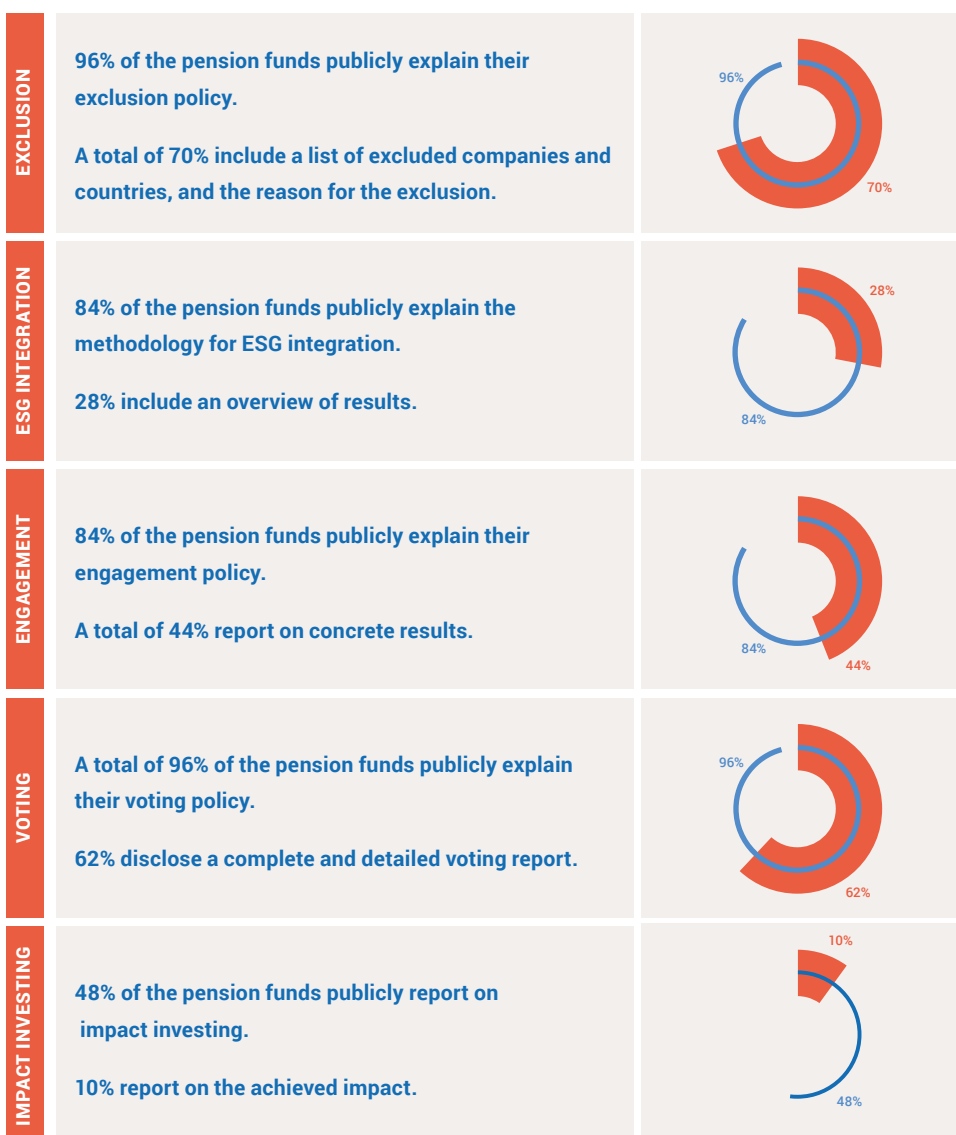 EXCLUSION
96% of the pension funds publicly explain their
exclusion policy.
A total of 70% include a list of excluded companies and
countries, and the reason for the exclusion.
96%
70%
ESG INTEGRATION
84% of the pension funds publicly explain the
methodology for ESG integration.
28% include an overview of results.
28%
84%
ENGAGEMENT
84% of the pension funds publicly explain their
engagement policy.
A total of 44% report on concrete results.
84%
44%
VOTING
A total of 96% of the pension funds publicly explain
their voting policy.
62% disclose a complete and detailed voting report.
96%
62%
IMPACT INVESTING
48% of the pension funds publicly report on
impact investing.
10% report on the achieved impact.
10%
48%